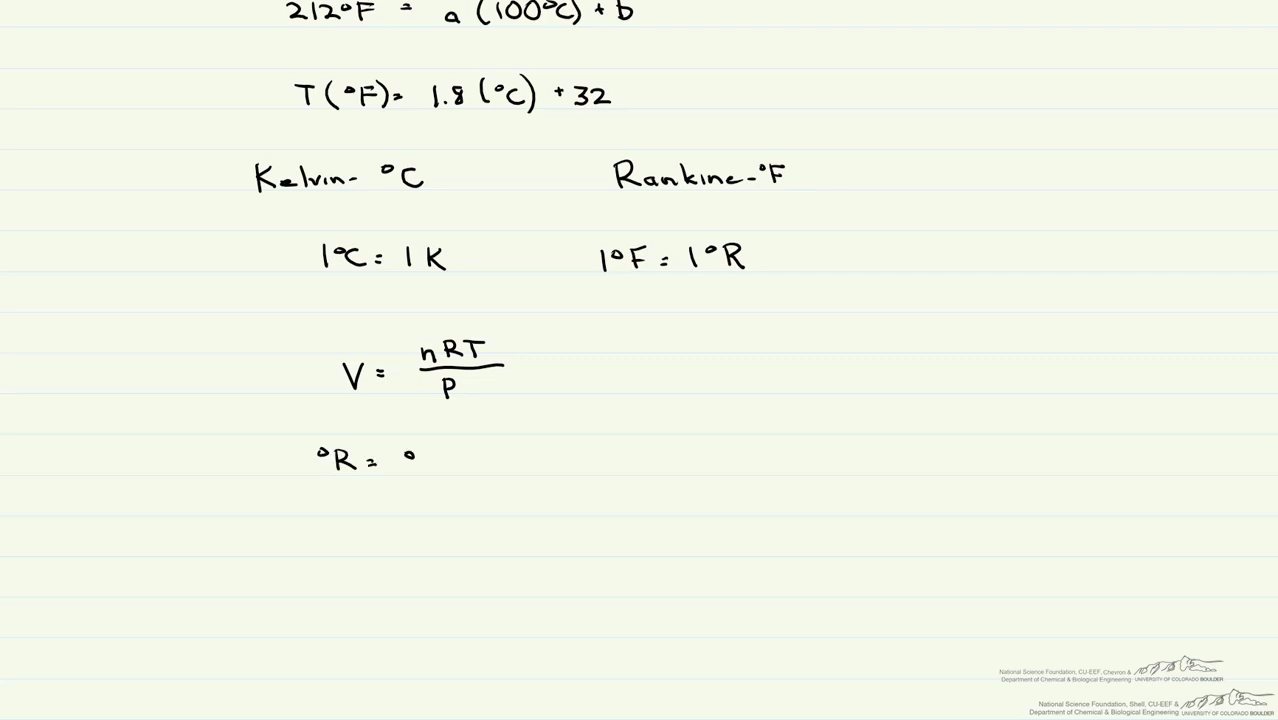 212°F = a (100°C) + b
T(°F)= 1.8 (°C) + 32
Kelvin- °C Rankine-°F
1°C = 1 K 1°F = 1°R
V = nRT
P
°R = °
National Science Foundation, CU-EEF, Chevron &
Department of Chemical & Biological Engineering UNIVERSITY OF COLORADO BOULDER
National Science Foundation, Shell, CU-EEF &
Department of Chemical & Biological Engineering UNIVERSITY OF COLORADO BOULDER